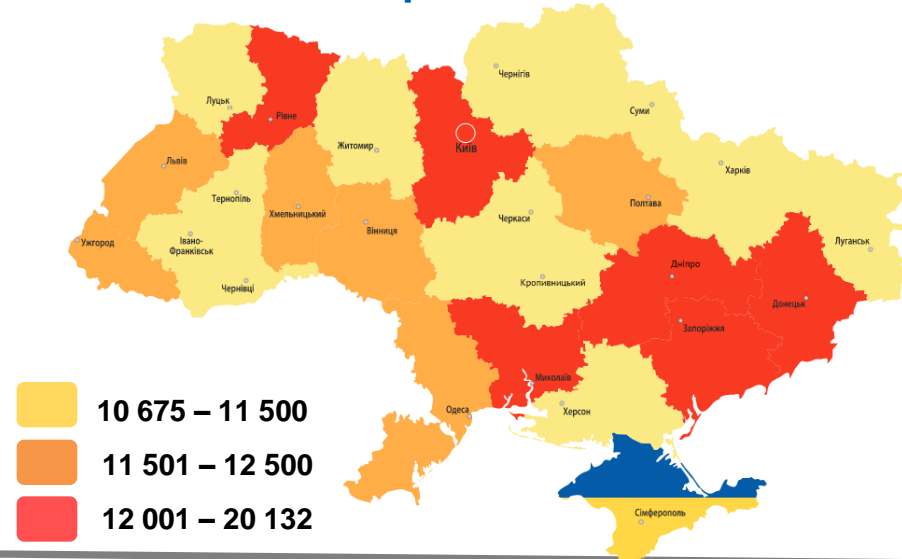 Чернігів
Луцьк
Рівне
Суми
Житомир
Київ
Львів
Харків
Тернопіль
Хмельницький
Полтава
Черкаси
Вінниця
Ужгород
Івано-
Франківськ
Луганськ
Дніпро
Чернівці
Кропивницький
Донецьк
Запоріжжя
Миколаїв
Одеса
Херсон
Сімферополь
10 675 – 11 500
11 501 – 12 500
12 001 – 20 132